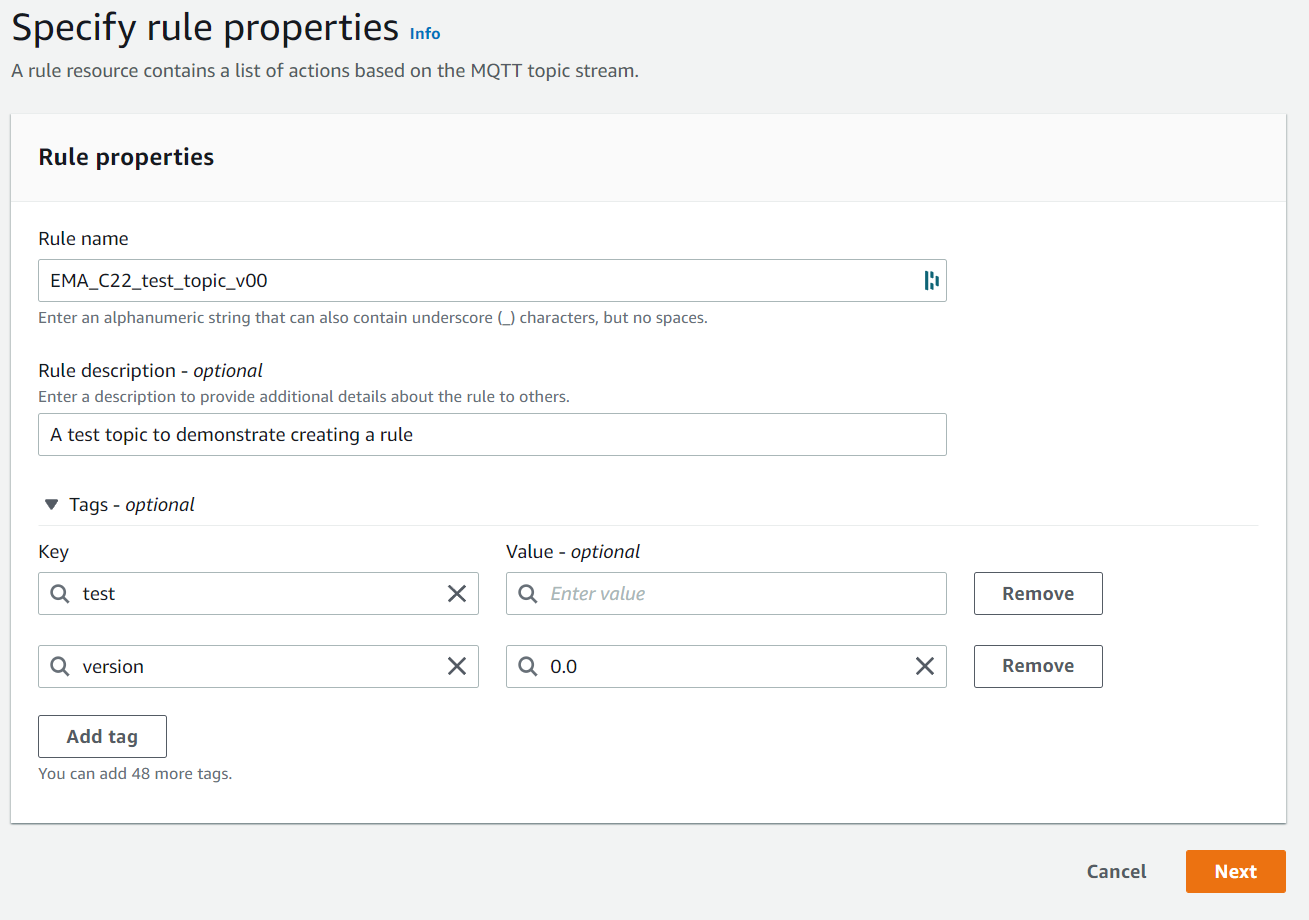 Specify rule properties Info
A rule resource contains a list of actions based on the MQTT topic stream.
Rule properties
Rule name
EMA_C22_test_topic_v00
Enter an alphanumeric string that can also contain underscore (_) characters, but no spaces.
Rule description - optional
Enter a description to provide additional details about the rule to others.
A test topic to demonstrate creating a rule
Tags - optional
Key Value - optional
test Enter value Remove
version 0.0 Remove
Add tag
You can add 48 more tags.
Cancel Next